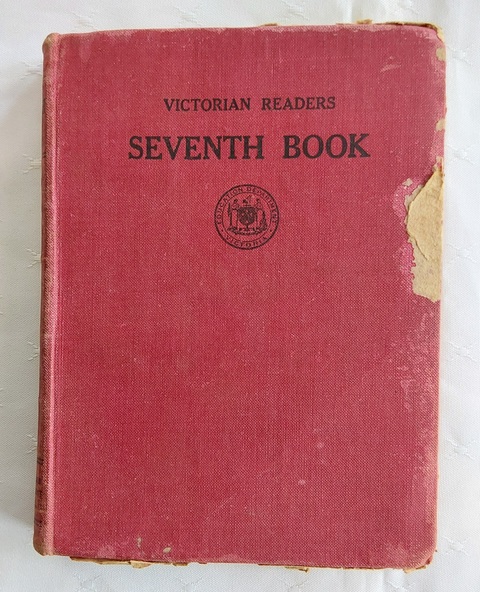 VICTORIAN READERS
SEVENTH BOOK
EDUCATION DEPARTMENT
VICTORIA